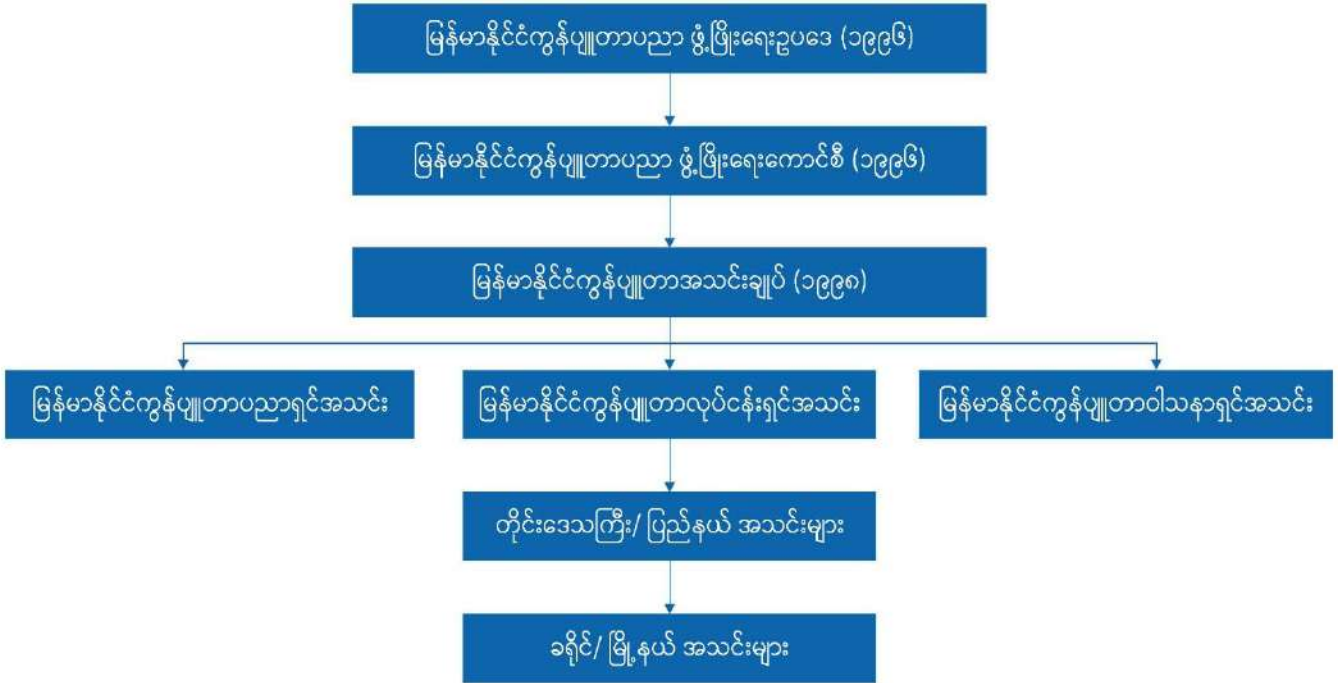 မြန်မာနိုင်ငံကွန်ပျူတာပညာ ဖွံ့ဖြိုးရေးဥပဒေ (၁၉၉၆)
မြန်မာနိုင်ငံကွန်ပျူတာပညာ ဖွံ့ဖြိုးရေးကောင်စီ (၁၉၉၆)
မြန်မာနိုင်ငံကွန်ပျူတာအသင်းချုပ် (၁၉၉၈)
မြန်မာနိုင်ငံကွန်ပျူတာပညာရှင်အသင်း
မြန်မာနိုင်ငံကွန်ပျူတာလုပ်ငန်းရှင်အသင်း
မြန်မာနိုင်ငံကွန်ပျူတာဝါသနာရှင်အသင်း
တိုင်းဒေသကြီး/ ပြည်နယ် အသင်းများ
ခရိုင်/ မြို့နယ် အသင်းများ